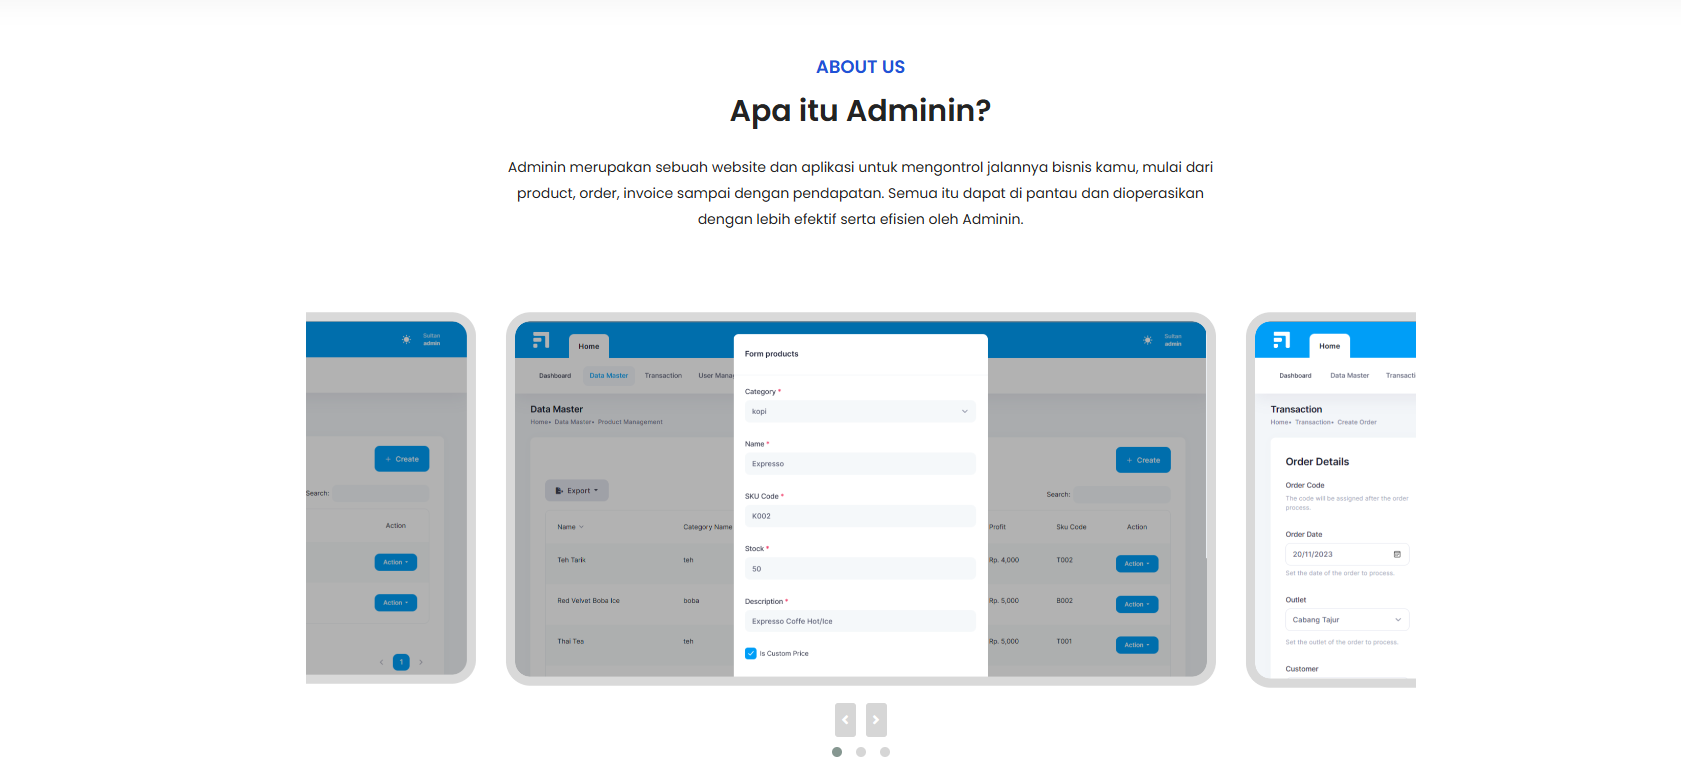 ABOUT US
Apa itu Adminin?
Adminin merupakan sebuah website dan aplikasi untuk mengontrol jalannya bisnis kamu, mulai dari
product, order, invoice sampai dengan pendapatan. Semua itu dapat di pantau dan dioperasikan
dengan lebih efektif serta efisien oleh Adminin.
Sultan
admin
+ Create
Search:
Action
Action
Action
1
Home
Sultan
admin
Dashboard Data Master Transaction User Mana
Data Master
Home• Data Master• Product Management
+ Create
Export
Search:
Name Category Name Profit Sku Code Action
Teh Tarik teh Rp. 4,000 T002 Action
Red Velvet Boba Ice boba Rp. 5,000 B002 Action
Thai Tea teh Rp. 5,000 T001 Action
Form products
Category *
kopi
Name *
Expresso
SKU Code *
K002
Stock *
50
Description *
Expresso Coffe Hot/Ice
Is Custom Price
Home
Dashboard Data Master Transacti
Transaction
Home• Transaction• Create Order
Order Details
Order Code
The code will be assigned after the order
process.
Order Date
20/11/2023
Set the date of the order to process.
Outlet
Cabang Tajur
Set the outlet of the order to process.
Customer